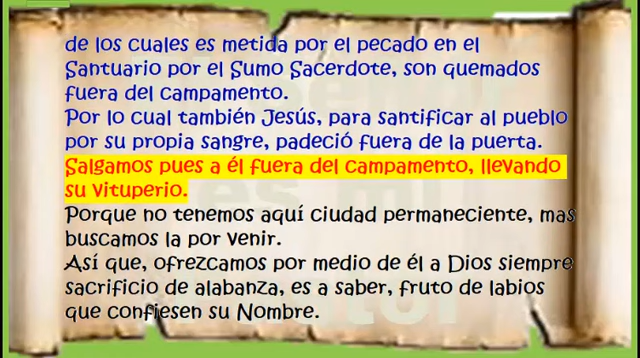 de los cuales es metida por el pecado en el
Santuario por el Sumo Sacerdote, son quemados
fuera del campamento.
Por lo cual también Jesús, para santificar al pueblo
por su propia sangre, padeció fuera de la puerta.
Salgamos pues a él fuera del campamento, llevando
su vituperio.
Porque no tenemos aquí ciudad permaneciente, mas
buscamos la por venir.
Así que, ofrezcamos por medio de él a Dios siempre
sacrificio de alabanza, es a saber, fruto de labios
que confiesen su Nombre.